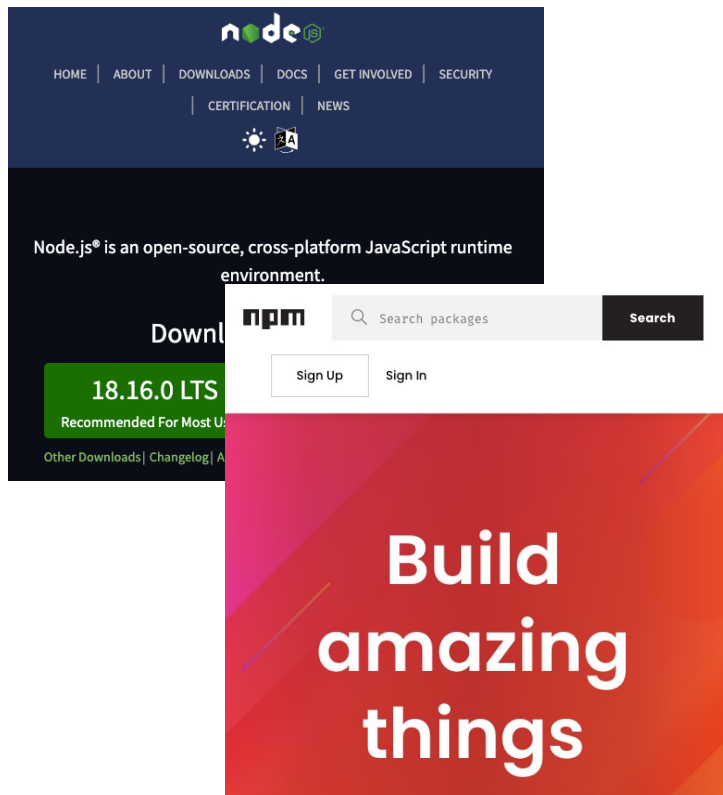 node JS
HOME | ABOUT | DOWNLOADS | DOCS | GET INVOLVED | SECURITY
| CERTIFICATION | NEWS
Node.js® is an open-source, cross-platform JavaScript runtime
environment.
Downl
18.16.0 LTS
Recommended For Most Us
Other Downloads | Changelog | A
npm
Search packages
Search
Sign Up
Sign In
Build
amazing
things